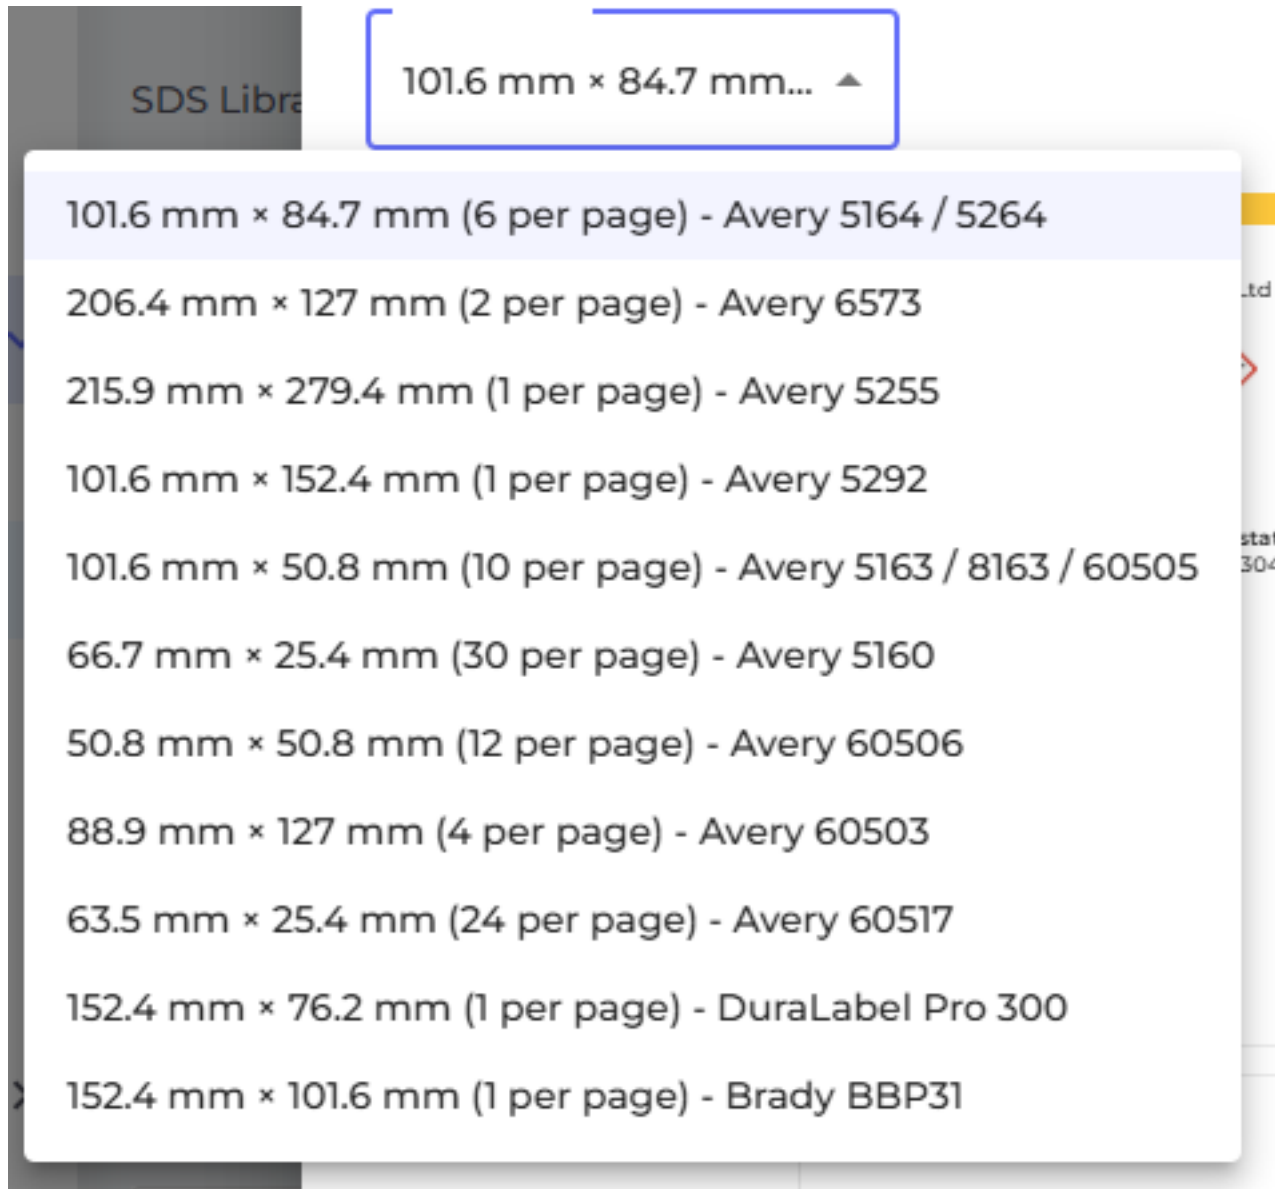 SDS Libra
101.6 mm × 84.7 mm...
101.6 mm × 84.7 mm (6 per page) - Avery 5164 / 5264
206.4 mm × 127 mm (2 per page) - Avery 6573
Ltd
215.9 mm × 279.4 mm (1 per page) - Avery 5255
101.6 mm × 152.4 mm (1 per page) - Avery 5292
101.6 mm × 50.8 mm (10 per page) - Avery 5163 / 8163 / 60505
stat
304
66.7 mm × 25.4 mm (30 per page) - Avery 5160
50.8 mm × 50.8 mm (12 per page) - Avery 60506
88.9 mm × 127 mm (4 per page) - Avery 60503
63.5 mm × 25.4 mm (24 per page) - Avery 60517
152.4 mm × 76.2 mm (1 per page) - DuraLabel Pro 300
152.4 mm × 101.6 mm (1 per page) - Brady BBP31